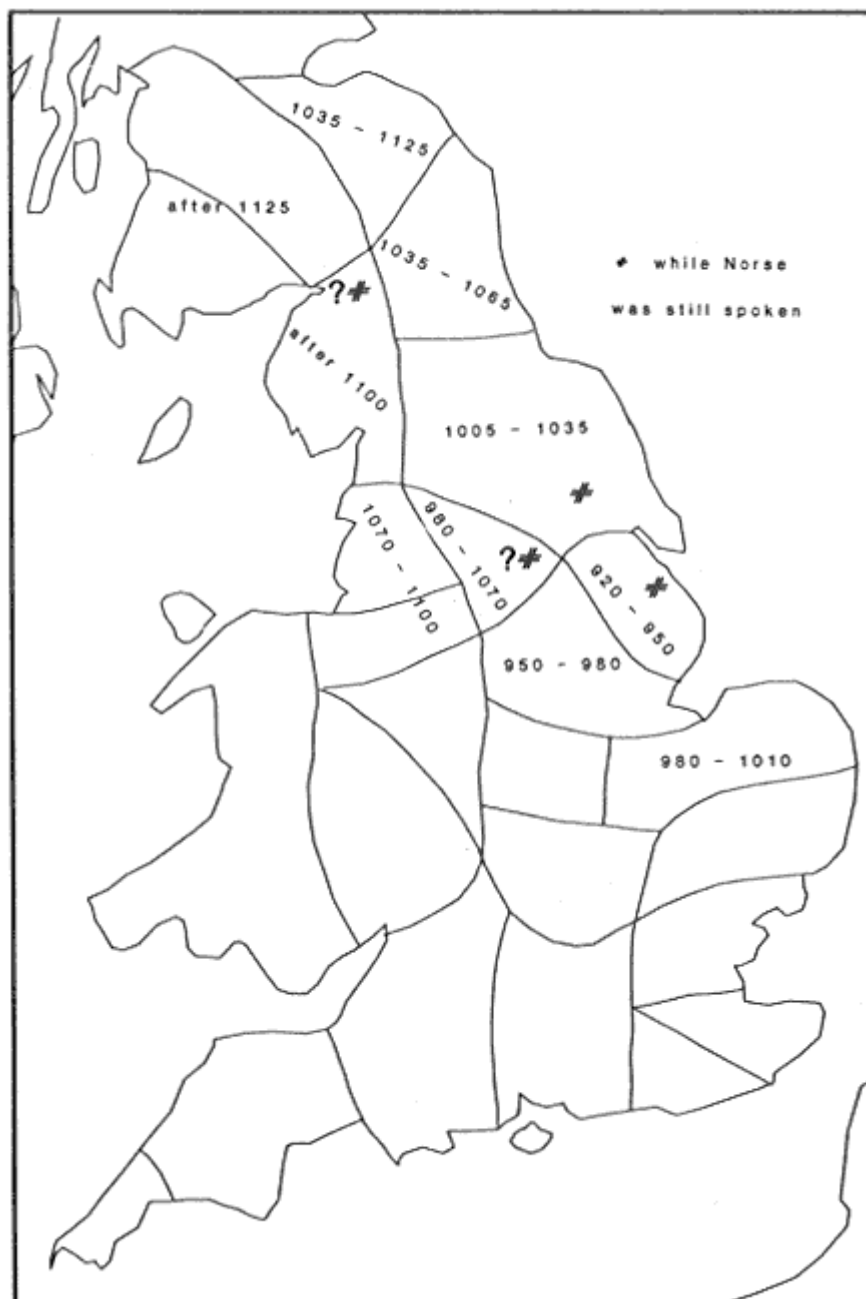 1035 - 1125
after 1125
1035 - 1065
* while Norse
was still spoken
? *
after 1100
1005 - 1035
*
1070 - 1100
980 - 1070
? *
920 - 950
*
950 - 980
980 - 1010